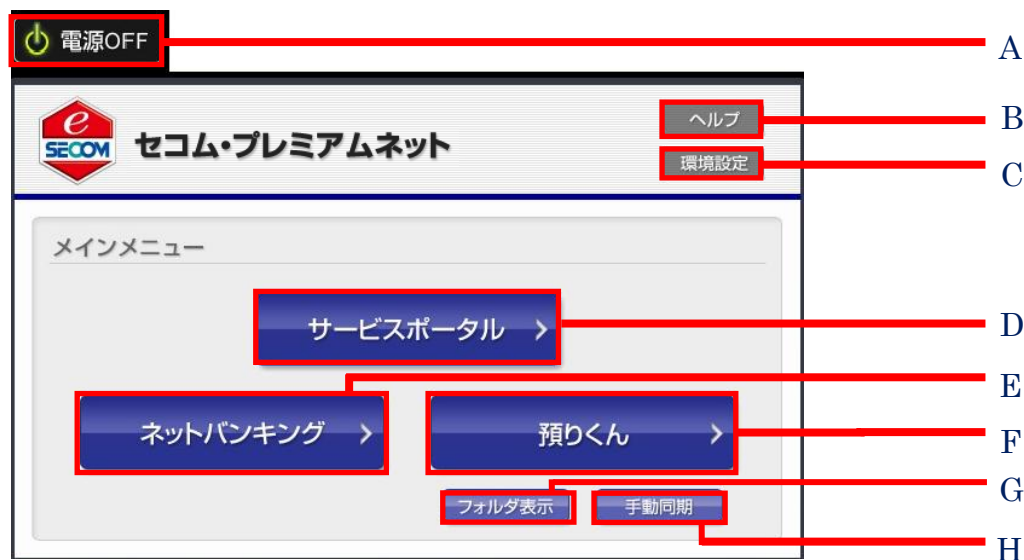 電源OFF
A
ヘルプ
B
e
SECOM
セコム・プレミアムネット
環境設定
C
メインメニュー
サービスポータル
D
E
ネットバンキング
預りくん
F
G
フォルダ表示
手動同期
H